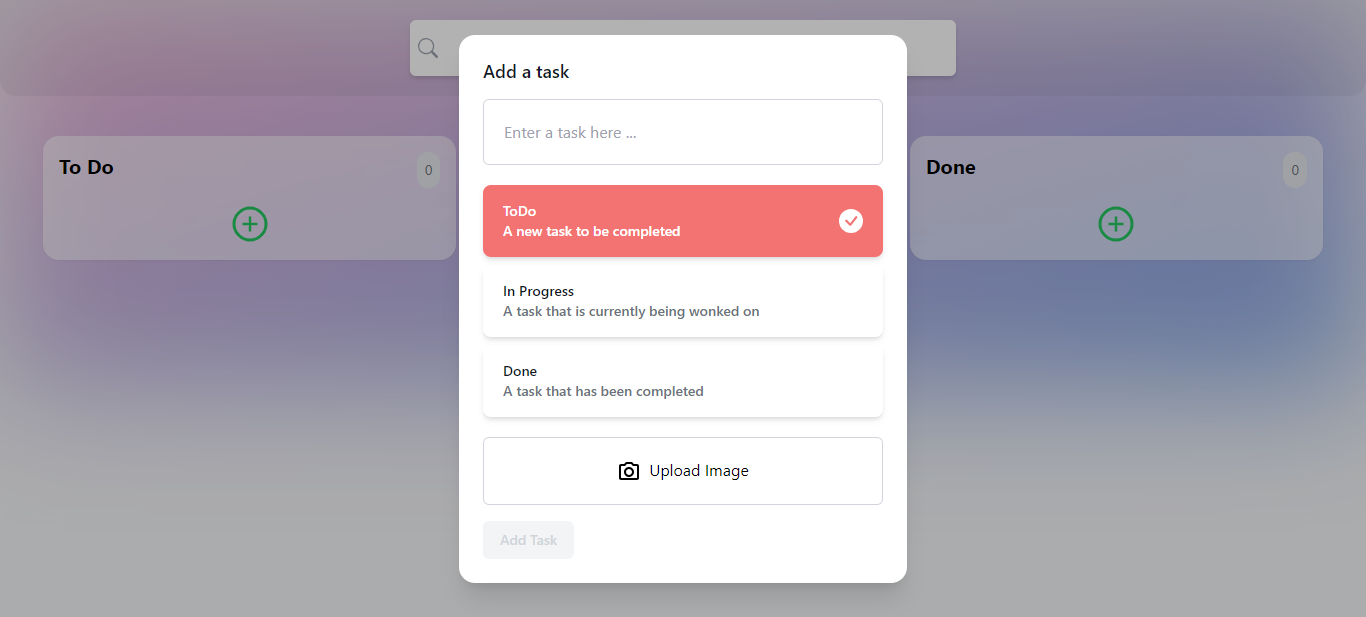 Add a task
Enter a task here ...
To Do
0
Done
0
ToDo
A new task to be completed
In Progress
A task that is currently being wonked on
Done
A task that has been completed
Upload Image
Add Task